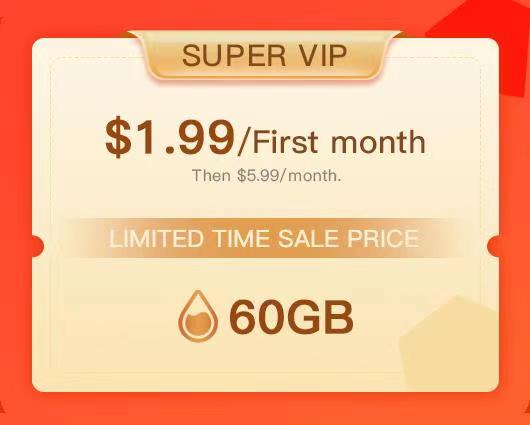 SUPER VIP
$1.99/First month
Then $5.99/month.
LIMITED TIME SALE PRICE
60GB